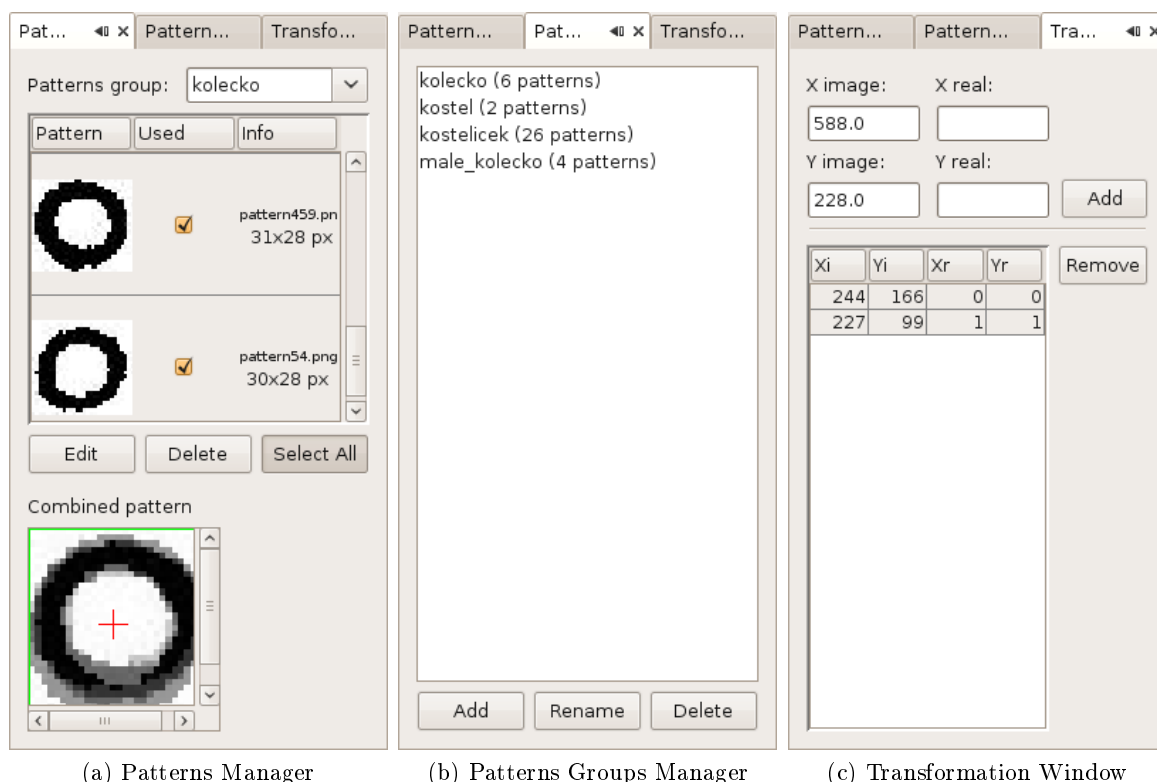 Pat...
Pattern...
Transfo...
Patterns group:
kolecko
Pattern
Used
Info
pattern459.pn
31x28 px
pattern54.png
30x28 px
Edit
Delete
Select All
Combined pattern
(a) Patterns Manager
Pattern...
Pat...
Transfo...
kolecko (6 patterns)
kostel (2 patterns)
kostelicek (26 patterns)
male_kolecko (4 patterns)
Add
Rename
Delete
(b) Patterns Groups Manager
Pattern...
Pattern...
Tra...
X image:
X real:
588.0
Y image:
Y real:
228.0
Add
Xi Yi Xr Yr
Remove
244 166 0 0
227 99 1 1
(c) Transformation Window